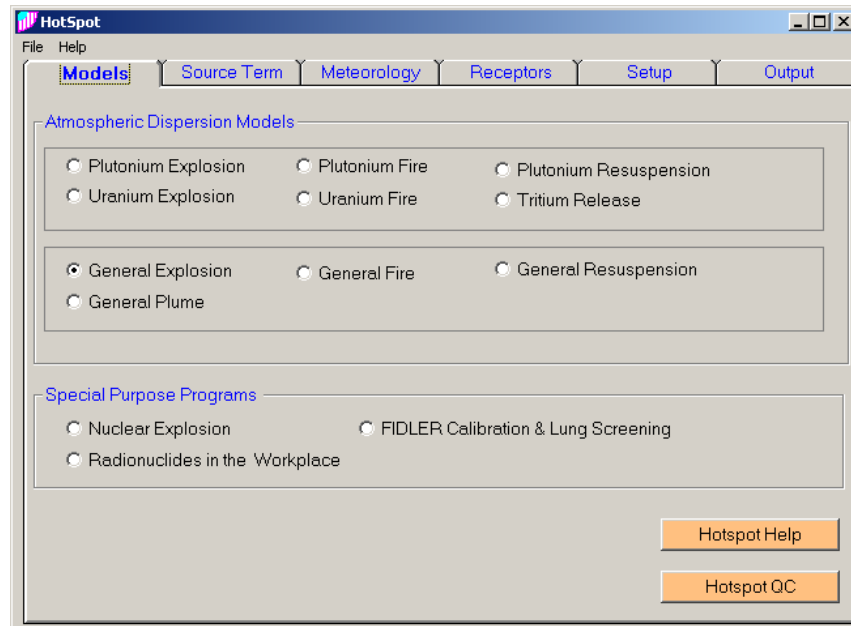 HotSpot
File Help
Models Source Term Meteorology Receptors Setup Output
Atmospheric Dispersion Models
Plutonium Explosion Plutonium Fire Plutonium Resuspension
Uranium Explosion Uranium Fire Tritium Release
General Explosion General Fire General Resuspension
General Plume
Special Purpose Programs
Nuclear Explosion FIDLER Calibration & Lung Screening
Radionuclides in the Workplace
Hotspot Help
Hotspot QC